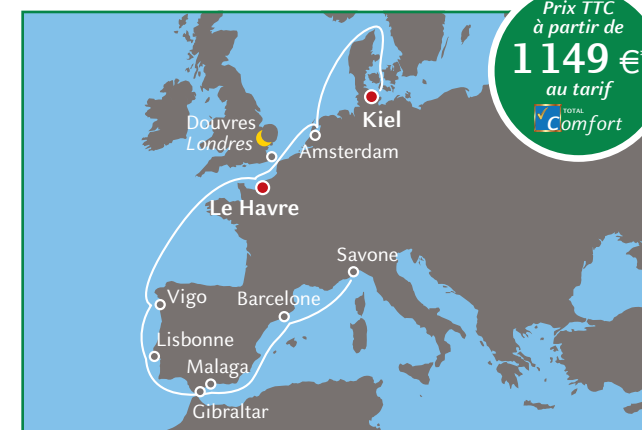 Prix TTC
à partir de
1 149 €*
au tarif
TOTAL
Comfort
Douvres
Londres
Kiel
Amsterdam
Le Havre
Savone
Vigo
Barcelone
Lisbonne
Malaga
Gibraltar